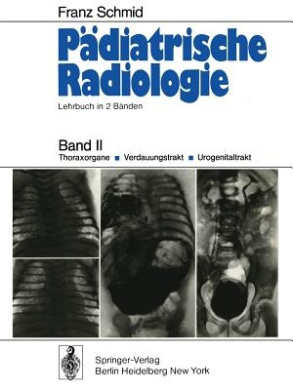 Franz Schmid
Pädiatrische
Radiologie
Lehrbuch in 2 Bänden
Band II
Thoraxorgane ■ Verdauungstrakt ■ Urogenitaltrakt
Springer-Verlag
Berlin Heidelberg New York